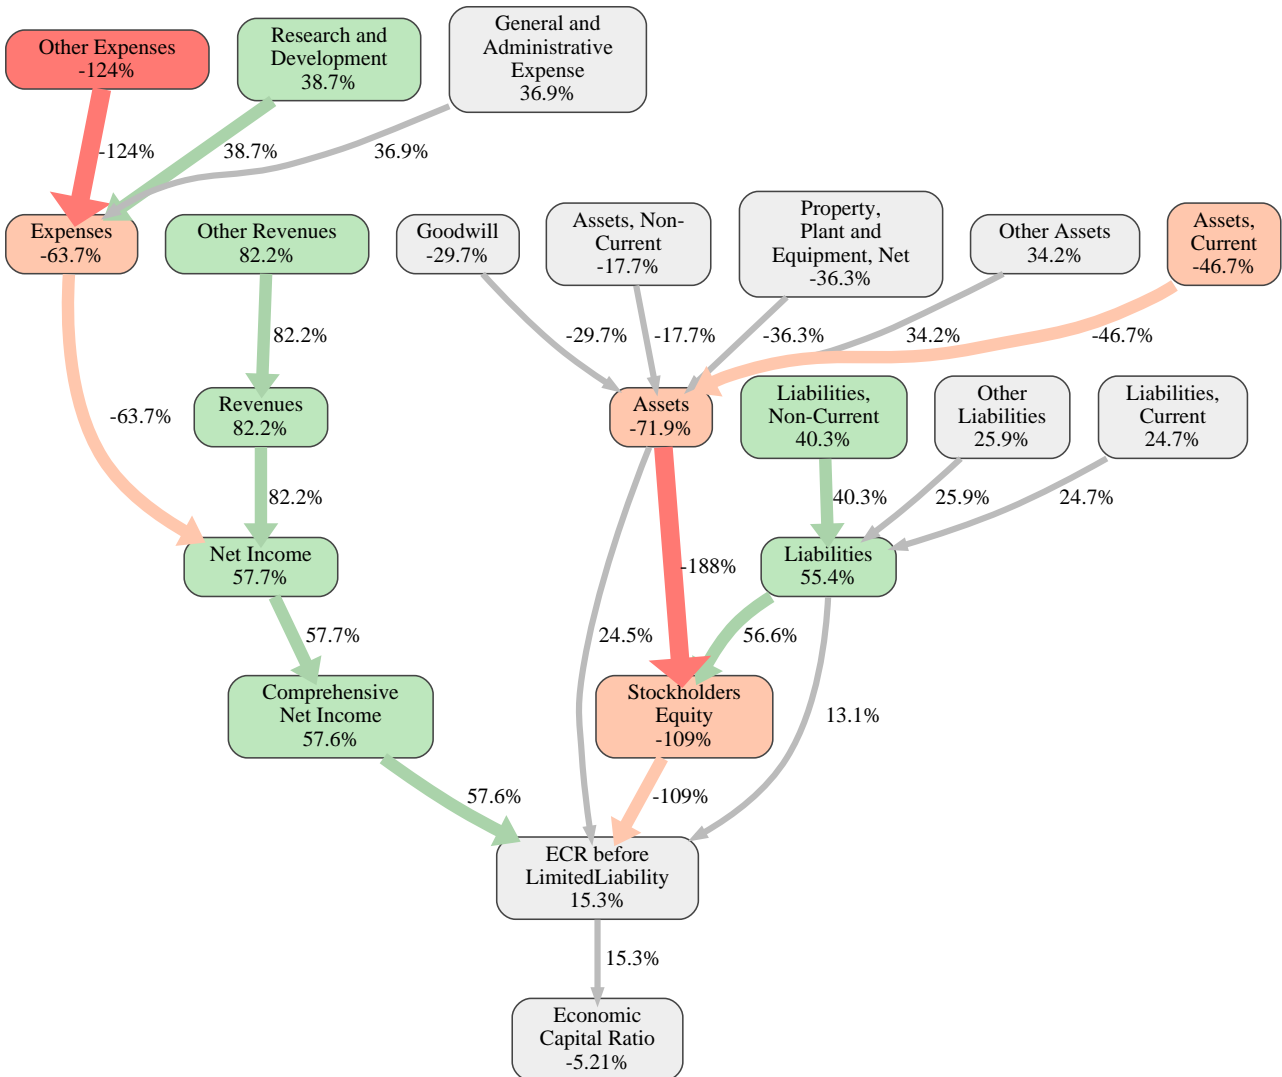 Other Expenses
-124%
Research and
Development
38.7%
General and
Administrative
Expense
36.9%
-124%
38.7%
36.9%
Expenses
-63.7%
Other Revenues
82.2%
Goodwill
-29.7%
Assets, Non-
Current
-17.7%
Property,
Plant and
Equipment, Net
-36.3%
Other Assets
34.2%
Assets,
Current
-46.7%
82.2%
-29.7%
-17.7%
-36.3%
34.2%
-46.7%
-63.7%
Revenues
82.2%
Assets
-71.9%
Liabilities,
Non-Current
40.3%
Other
Liabilities
25.9%
Liabilities,
Current
24.7%
82.2%
40.3%
25.9%
24.7%
Net Income
57.7%
-188%
Liabilities
55.4%
57.7%
24.5%
56.6%
Comprehensive
Net Income
57.6%
Stockholders
Equity
-109%
13.1%
57.6%
-109%
ECR before
LimitedLiability
15.3%
15.3%
Economic
Capital Ratio
-5.21%